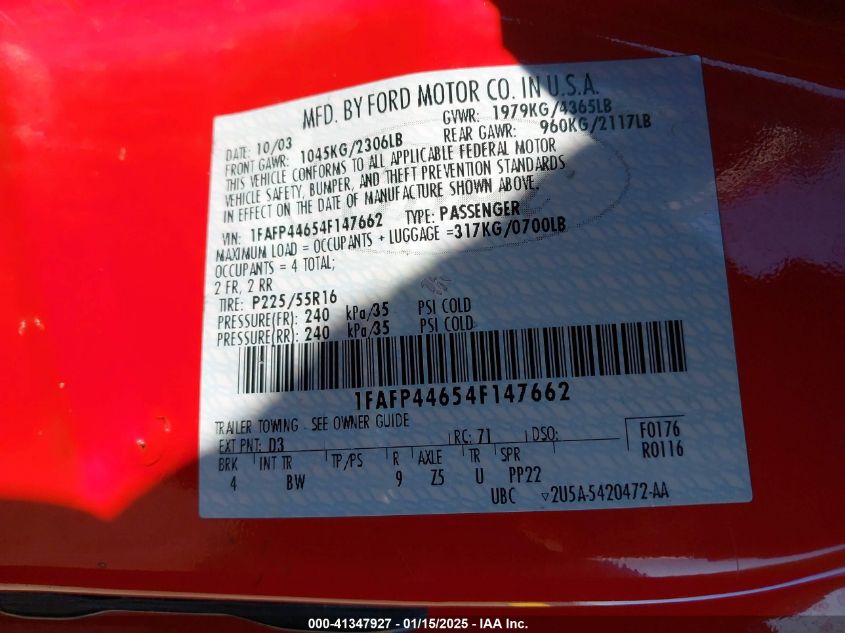 MFD. BY FORD MOTOR CO. IN U.S.A.
DATE: 10/03 GVWR: 1979KG/4365LB
FRONT GAWR: 1045KG/2306LB REAR GAWR: 960KG/2117LB
THIS VEHICLE CONFORMS TO ALL APPLICABLE FEDERAL MOTOR
VEHICLE SAFETY, BUMPER, AND THEFT PREVENTION STANDARDS
IN EFFECT ON THE DATE OF MANUFACTURE SHOWN ABOVE.
VIN: 1FAFP44654F147662 TYPE: PASSENGER
MAXIMUM LOAD = OCCUPANTS + LUGGAGE =317KG/0700LB
OCCUPANTS = 4 TOTAL;
2 FR, 2 RR
TIRE: P225/55R16
PRESSURE(FR): 240 kPa/35 PSI COLD
PRESSURE(RR): 240 kPa/35 PSI COLD
1FAFP44654F147662
TRAILER TOWING - SEE OWNER GUIDE
EXT PNT: D3 RC: 71 DSO: F0176
R0116
BRK INT TR TP/PS R AXLE TR SPR
4 BW 9 Z5 U PP22
UBC ▽2U5A-5420472-AA
000-41347927 - 01/15/2025 - IAA Inc.